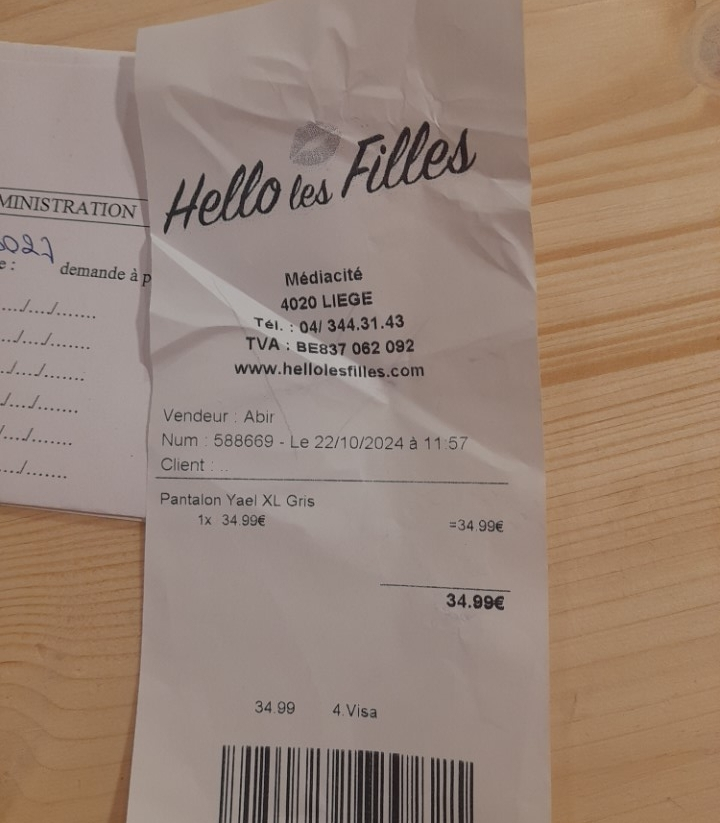 Hello les Filles
Médiacité
4020 LIEGE
Tél. : 04/ 344.31.43
TVA : BE837 062 092
www.hellolesfilles.com
Vendeur : Abir
Num : 588669 - Le 22/10/2024 à 11:57
Client : ..
Pantalon Yael XL Gris
1x 34.99€ =34.99€
34.99€
34.99 4.Visa
MINISTRATION
demande à p
.../.../.......
.../.../.......
.../.../.......
.../.../.......
.../.../.......
.../.../.......